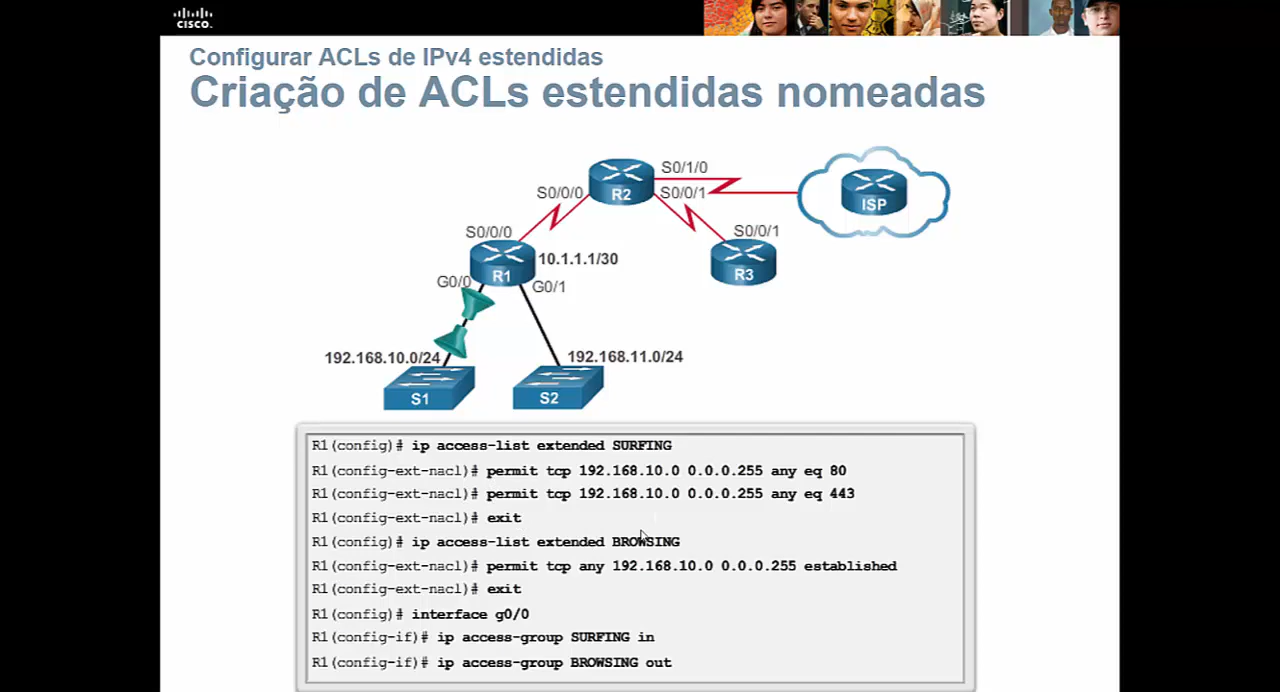 CISCO.
Configurar ACLs de IPv4 estendidas
Criação de ACLs estendidas nomeadas
S0/1/0
R2
S0/0/0
S0/0/1
ISP
S0/0/0
S0/0/1
R1
10.1.1.1/30
R3
G0/0
G0/1
192.168.10.0/24
192.168.11.0/24
S1
S2
R1(config)# ip access-list extended SURFING
R1(config-ext-nacl)# permit tcp 192.168.10.0 0.0.0.255 any eq 80
R1(config-ext-nacl)# permit tcp 192.168.10.0 0.0.0.255 any eq 443
R1(config-ext-nacl)# exit
R1(config)# ip access-list extended BROWSING
R1(config-ext-nacl)# permit tcp any 192.168.10.0 0.0.0.255 established
R1(config-ext-nacl)# exit
R1(config)# interface g0/0
R1(config-if)# ip access-group SURFING in
R1(config-if)# ip access-group BROWSING out